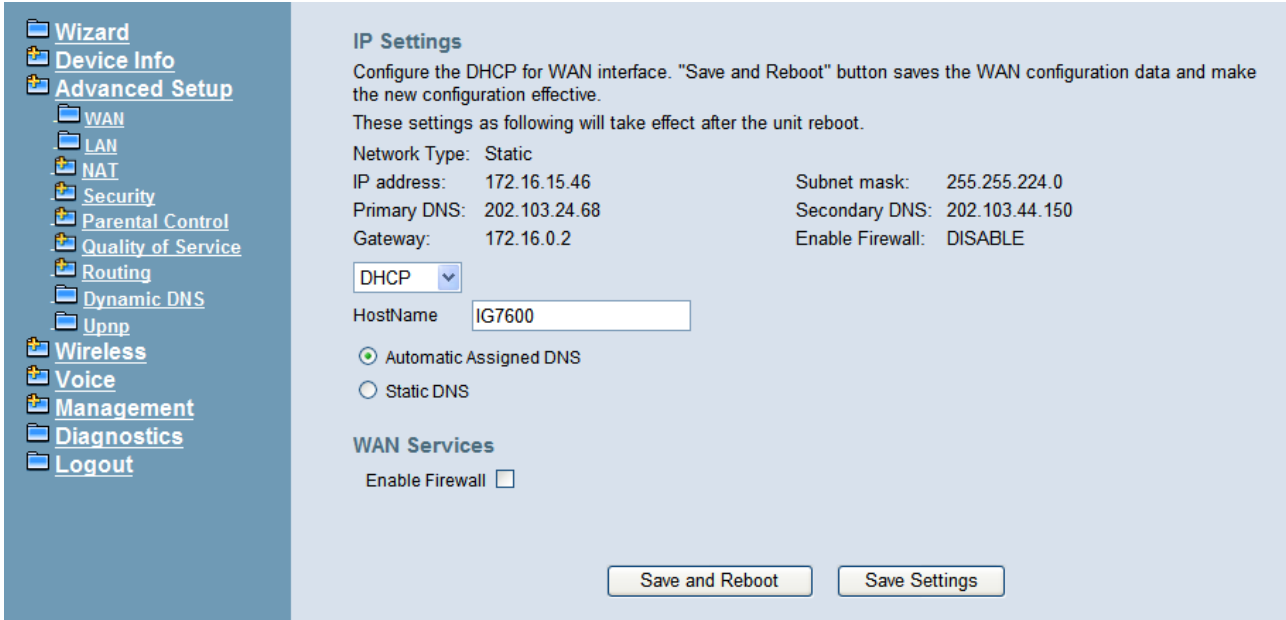 Wizard
Device Info
Advanced Setup
WAN
LAN
NAT
Security
Parental Control
Quality of Service
Routing
Dynamic DNS
Upnp
Wireless
Voice
Management
Diagnostics
Logout
IP Settings
Configure the DHCP for WAN interface. "Save and Reboot" button saves the WAN configuration data and make
the new configuration effective.
These settings as following will take effect after the unit reboot.
Network Type: Static
IP address: 172.16.15.46 Subnet mask: 255.255.224.0
Primary DNS: 202.103.24.68 Secondary DNS: 202.103.44.150
Gateway: 172.16.0.2 Enable Firewall: DISABLE
DHCP
HostName IG7600
Automatic Assigned DNS
Static DNS
WAN Services
Enable Firewall
Save and Reboot Save Settings